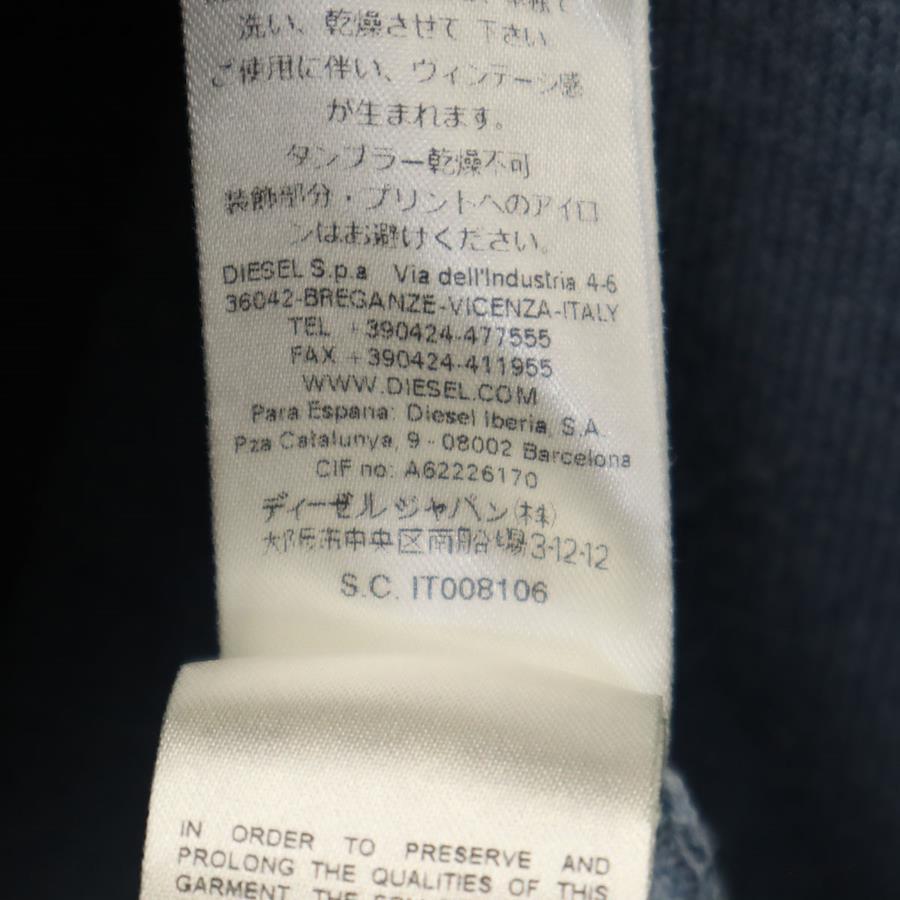 洗い、乾燥させて 下さい
ご使用に伴い、ヴィンテージ感
が生まれます。
タンブラー乾燥不可
装飾部分・プリントへのアイロ
ンはお避けください。
DIESEL S.p.a Via dell'Industria 4-6
36042-BREGANZE-VICENZA-ITALY
TEL +390424-477555
FAX +390424-411955
WWW.DIESEL.COM
Para Espana: Diesel Iberia, S.A.
Pza Catalunya, 9 - 08002 Barcelona
CIF no: A62226170
ディーゼルジャパン(株)
大阪市中央区南船場3-12-12
S.C. IT008106
IN ORDER TO PRESERVE AND
PROLONG THE QUALITIES OF THIS
GARMENT, THE